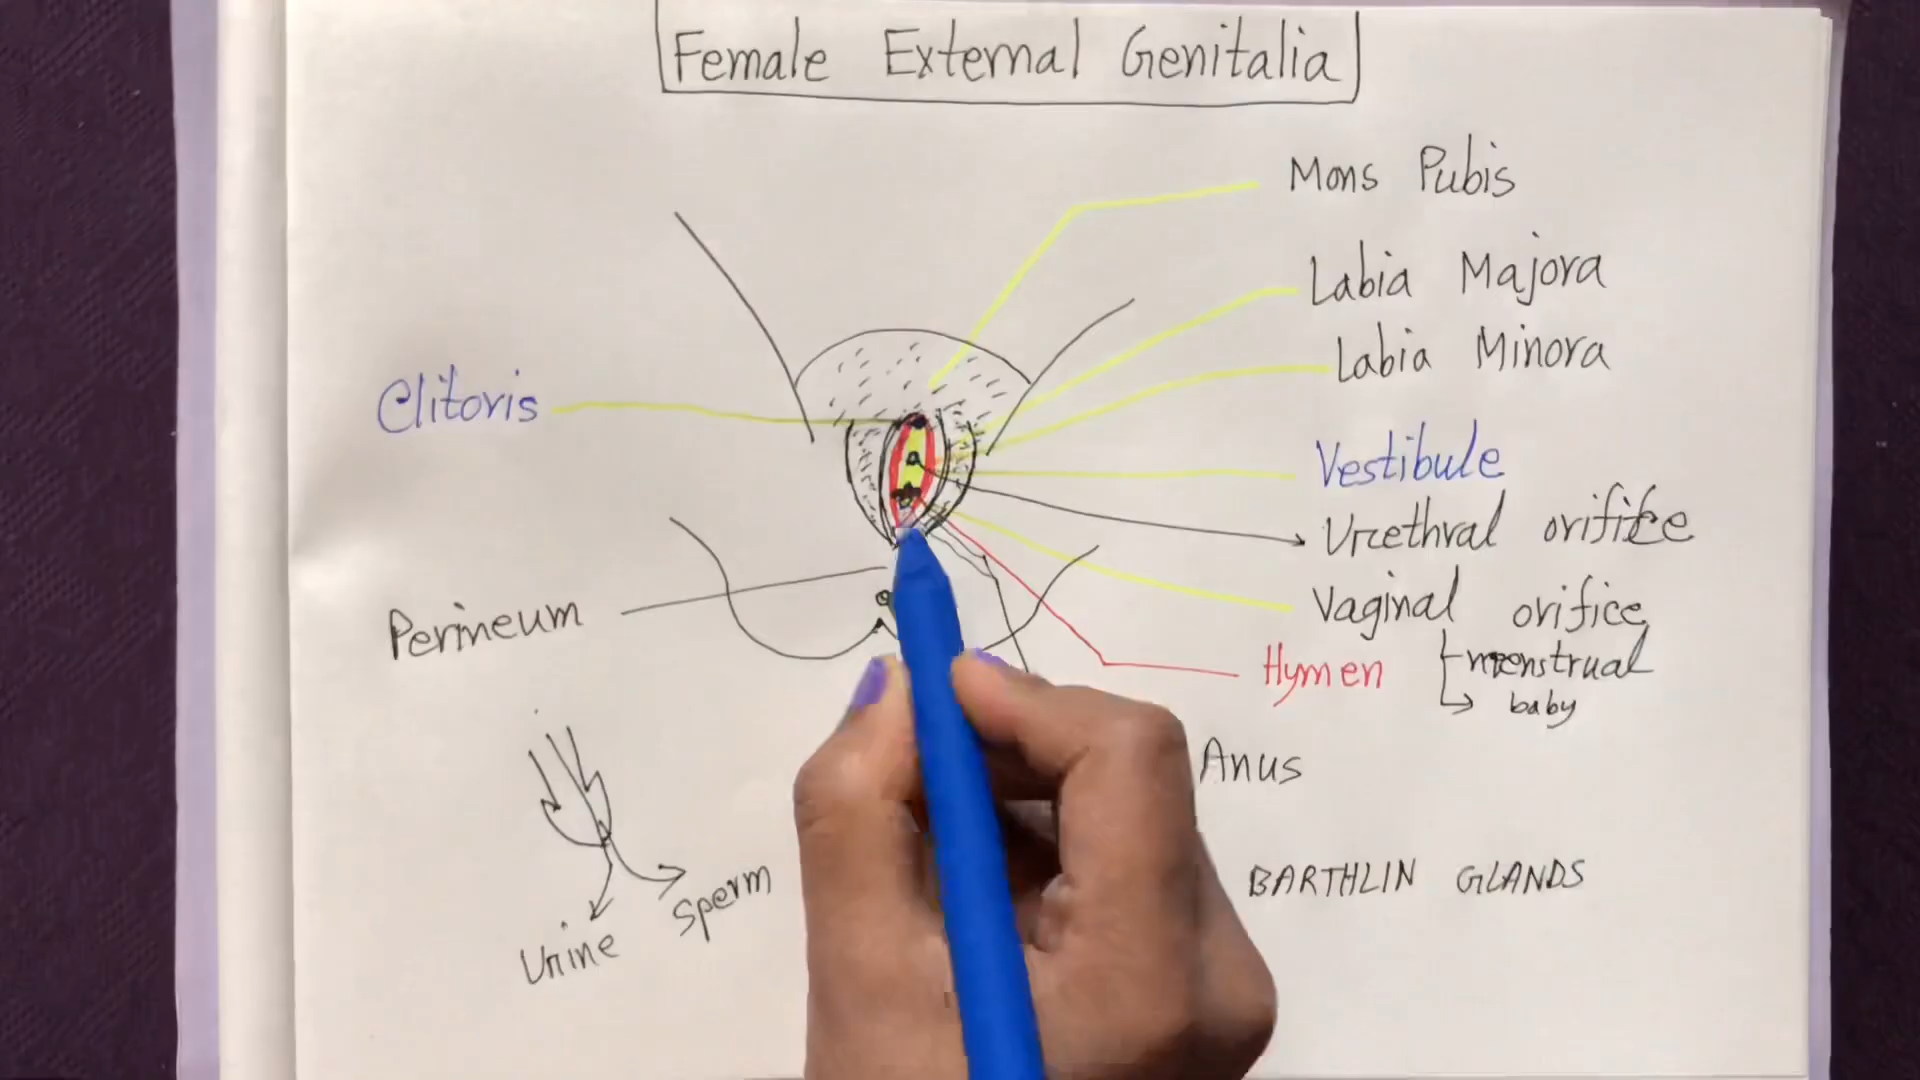 Female External Genitalia
Mons Pubis
Labia Majora
Labia Minora
Clitoris
Vestibule
Urethral orifice
Vaginal orifice
Perineum
Hymen
menstrual
baby
Anus
BARTHLIN GLANDS
Sperm
Urine